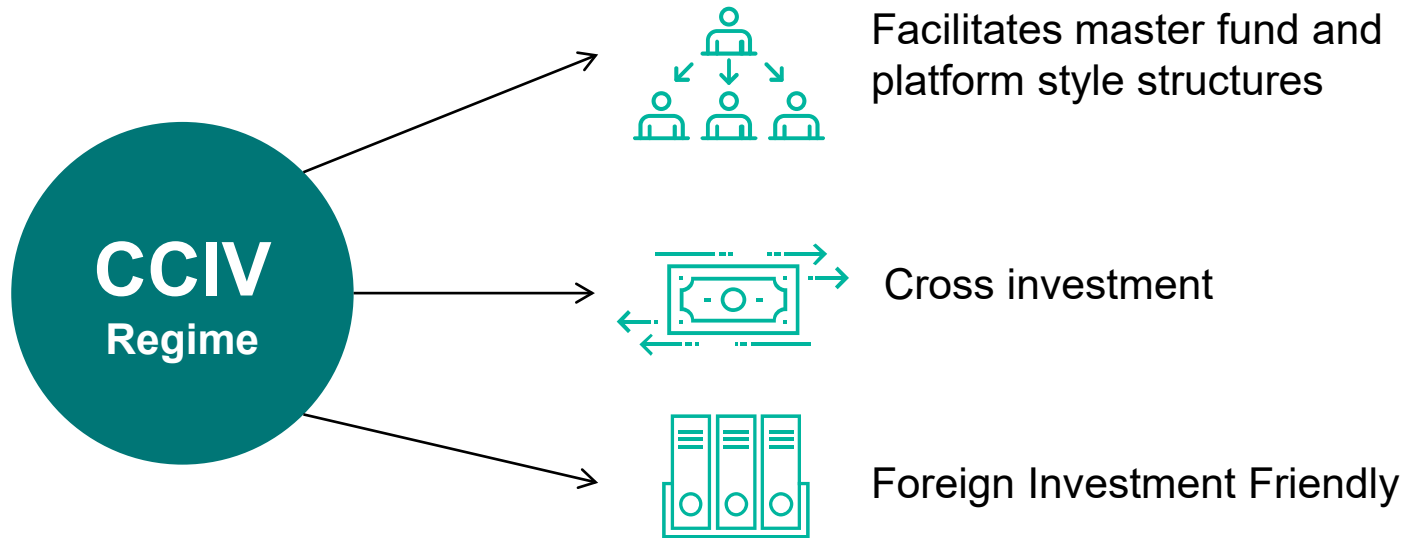 Facilitates master fund and
platform style structures
CCIV
Regime
Cross investment
Foreign Investment Friendly